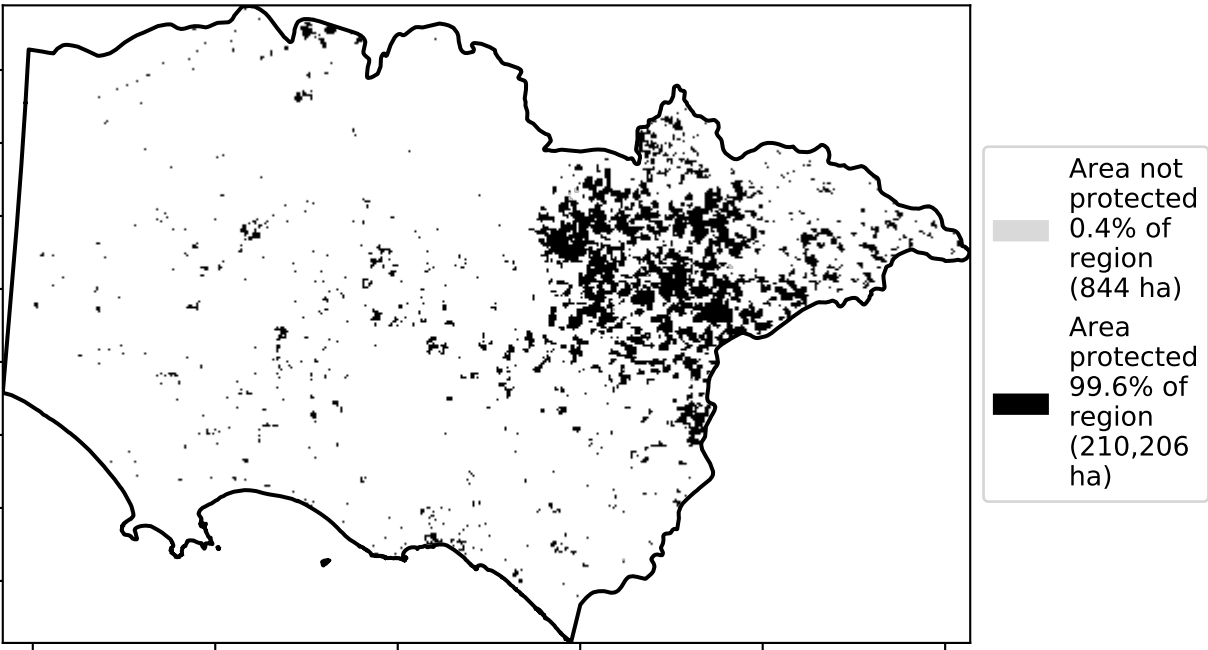 Area not
protected
0.4% of
region
(844 ha)
Area
protected
99.6% of
region
(210,206
ha)